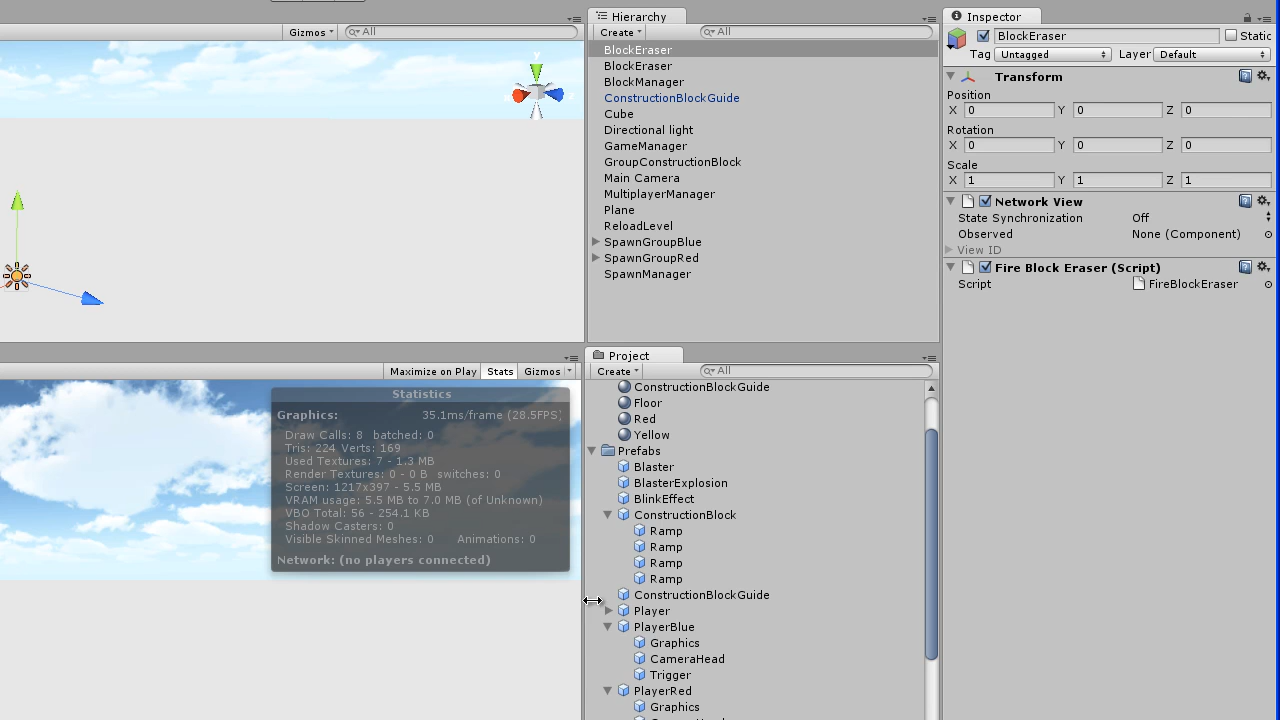 Gizmos
All
Hierarchy
Create
All
BlockEraser
BlockEraser
BlockManager
ConstructionBlockGuide
Cube
Directional light
GameManager
GroupConstructionBlock
Main Camera
MultiplayerManager
Plane
ReloadLevel
SpawnGroupBlue
SpawnGroupRed
SpawnManager
Inspector
BlockEraser
Static
Tag Untagged Layer Default
Transform
Position
X 0 Y 0 Z 0
Rotation
X 0 Y 0 Z 0
Scale
X 1 Y 1 Z 1
Network View
State Synchronization Off
Observed None (Component)
View ID
Fire Block Eraser (Script)
Script FireBlockEraser
Maximize on Play Stats Gizmos
Statistics
Graphics: 35.1ms/frame (28.5FPS)
Draw Calls: 8 batched: 0
Tris: 224 Verts: 169
Used Textures: 7 - 1.3 MB
Render Textures: 0 - 0 B switches: 0
Screen: 1217x397 - 5.5 MB
VRAM usage: 5.5 MB to 7.0 MB (of Unknown)
VBO Total: 56 - 254.1 KB
Shadow Casters: 0
Visible Skinned Meshes: 0 Animations: 0
Network: (no players connected)
Project
Create
All
ConstructionBlockGuide
Floor
Red
Yellow
Prefabs
Blaster
BlasterExplosion
BlinkEffect
ConstructionBlock
Ramp
Ramp
Ramp
Ramp
ConstructionBlockGuide
Player
PlayerBlue
Graphics
CameraHead
Trigger
PlayerRed
Graphics